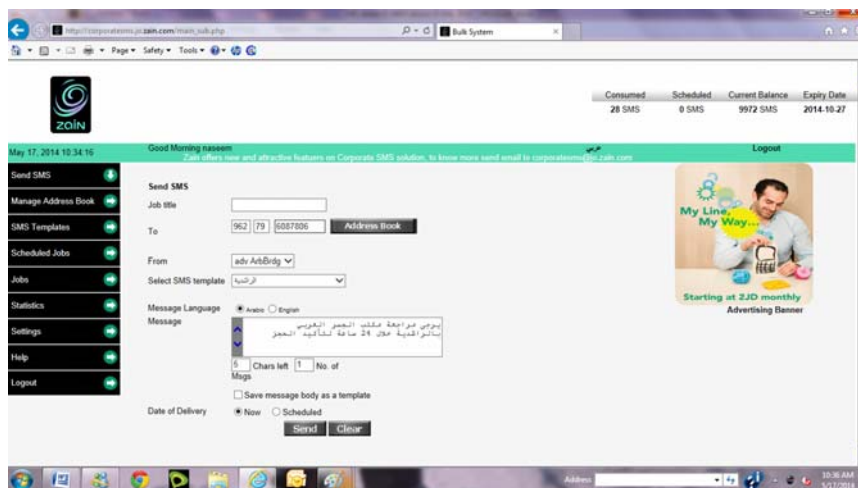 http://corporatesms.jo.zain.com/main_sub.php
Bulk System
Page Safety Tools
zain
Consumed Scheduled Current Balance Expiry Date
28 SMS 0 SMS 9972 SMS 2014-10-27
May 17, 2014 10:34:16
Good Morning naseem
عربي
Logout
Zain offers new and attractive featuers on Corporate SMS solution, to know more send email to corporatesms@jo.zain.com
Send SMS
Manage Address Book
SMS Templates
Scheduled Jobs
Jobs
Statistics
Settings
Help
Logout
Send SMS
Job title
To 962 79 6087806 Address Book
From adv ArbBrdg
Select SMS template الراشدية
Message Language Arabic English
Message
يرجى مراجعة مكتب الجسر العربي
بالراشدية خلال 24 ساعة لتأكيد الحجز
5 Chars left 1 No. of
Msgs
Save message body as a template
Date of Delivery Now Scheduled
Send Clear
My Line,
My Way...
Starting at 2JD monthly
Advertising Banner
Address
10:36 AM
5/17/2014